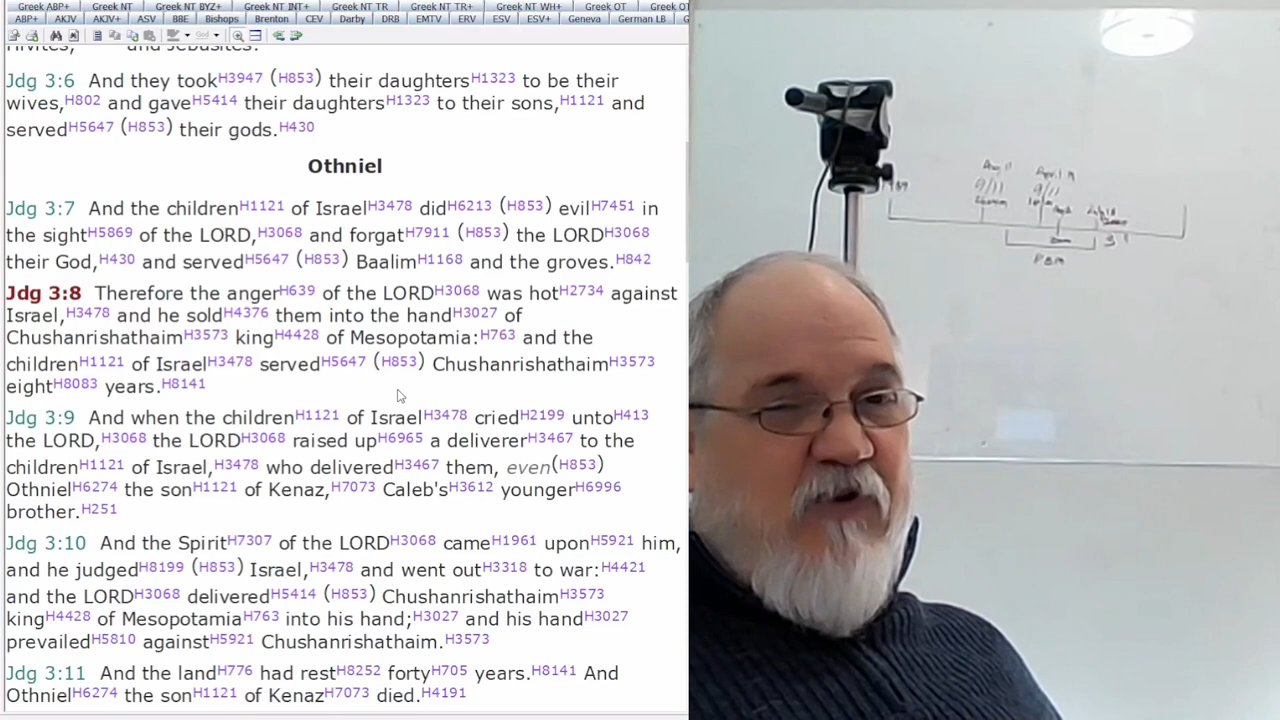 Greek ABP+ Greek NT Greek NT BYZ+ Greek NT INT+ Greek NT TR Greek NT TR+ Greek NT WH+ Greek OT Greek OT
ABP+ AKJV AKJV+ ASV BBE Bishops Brenton CEV Darby DRB EMTV ERV ESV ESV+ Geneva German LB G
Hivites, and Jebusites:
Jdg 3:6 And they tookH3947 (H853) their daughtersH1323 to be their
wives,H802 and gaveH5414 their daughtersH1323 to their sons,H1121 and
servedH5647 (H853) their gods.H430
Othniel
Jdg 3:7 And the childrenH1121 of IsraelH3478 didH6213 (H853) evilH7451 in
the sightH5869 of the LORD,H3068 and forgatH7911 (H853) the LORDH3068
their God,H430 and servedH5647 (H853) BaalimH1168 and the groves.H842
Jdg 3:8 Therefore the angerH639 of the LORDH3068 was hotH2734 against
Israel,H3478 and he soldH4376 them into the handH3027 of
ChushanrishathaimH3573 kingH4428 of Mesopotamia:H763 and the
childrenH1121 of IsraelH3478 servedH5647 (H853) ChushanrishathaimH3573
eightH8083 years.H8141
Jdg 3:9 And when the childrenH1121 of IsraelH3478 criedH2199 untoH413
the LORD,H3068 the LORDH3068 raised upH6965 a delivererH3467 to the
childrenH1121 of Israel,H3478 who deliveredH3467 them, even(H853)
OthnielH6274 the sonH1121 of Kenaz,H7073 Caleb'sH3612 youngerH6996
brother.H251
Jdg 3:10 And the SpiritH7307 of the LORDH3068 cameH1961 uponH5921 him,
and he judgedH8199 (H853) Israel,H3478 and went outH3318 to war:H4421
and the LORDH3068 deliveredH5414 (H853) ChushanrishathaimH3573
kingH4428 of MesopotamiaH763 into his hand;H3027 and his handH3027
prevailedH5810 againstH5921 Chushanrishathaim.H3573
Jdg 3:11 And the landH776 had restH8252 fortyH705 years.H8141 And
OthnielH6274 the sonH1121 of KenazH7073 died.H4191
9/11 9/11